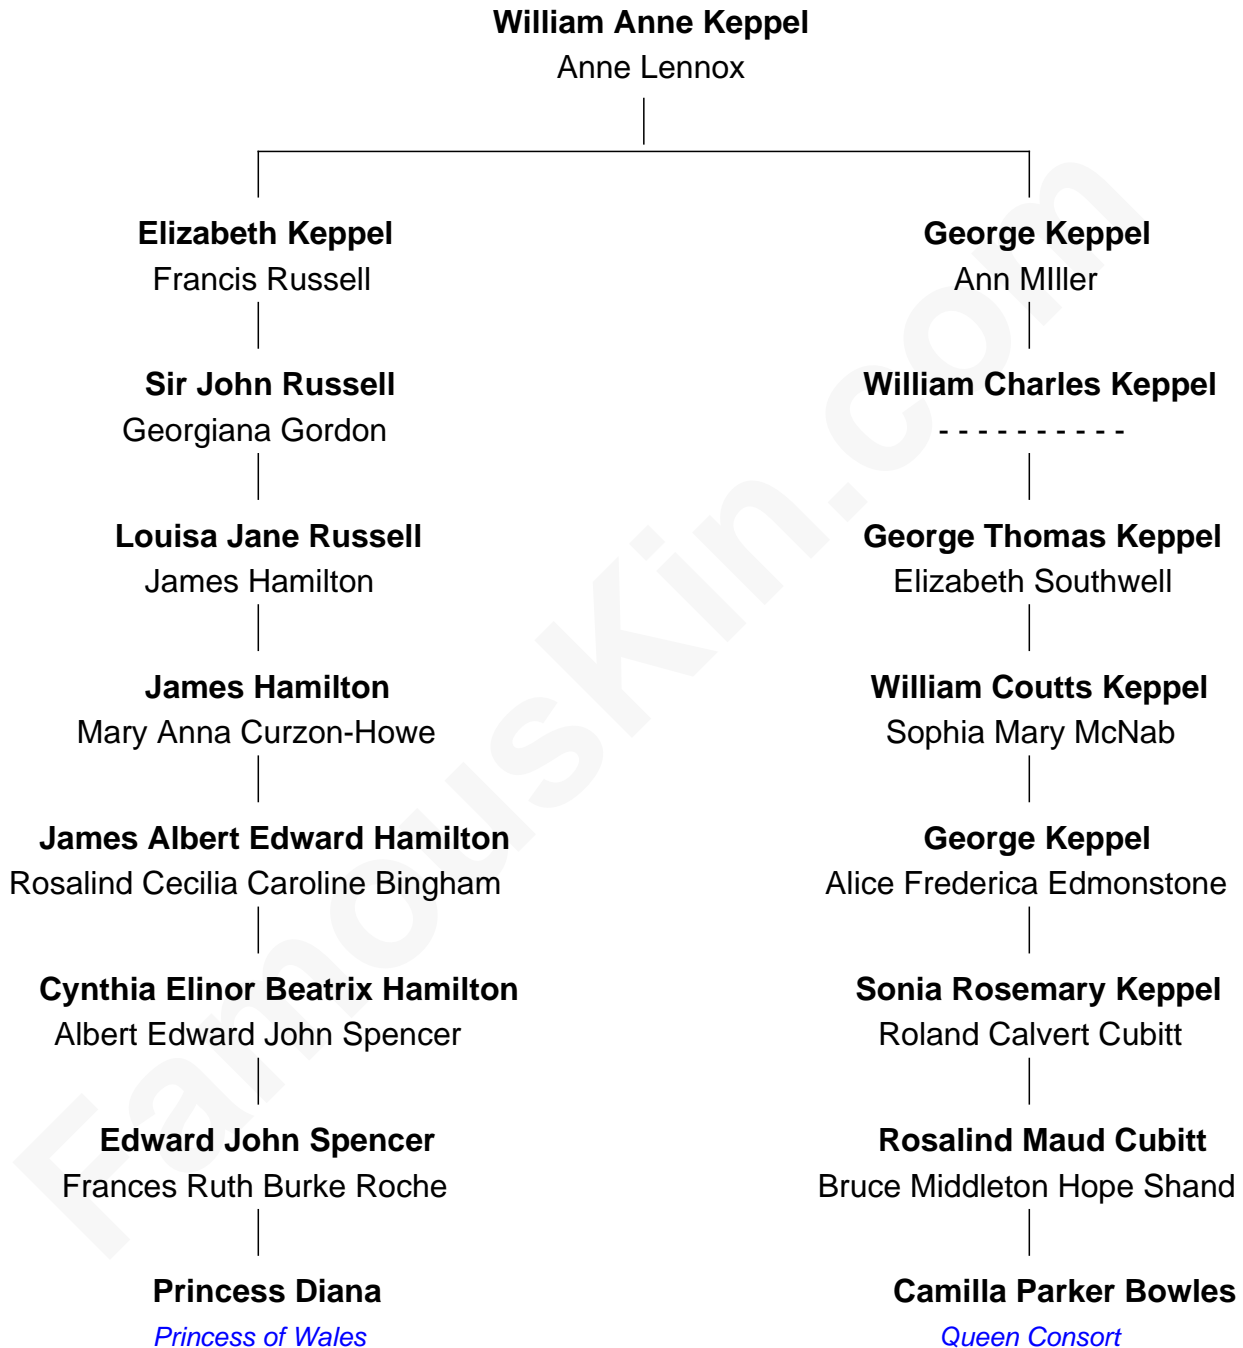 William Anne Keppel
Anne Lennox
Elizabeth Keppel
Francis Russell
George Keppel
Ann MIller
Sir John Russell
Georgiana Gordon
William Charles Keppel
- - - - - - - - - -
Louisa Jane Russell
James Hamilton
George Thomas Keppel
Elizabeth Southwell
James Hamilton
Mary Anna Curzon-Howe
William Coutts Keppel
Sophia Mary McNab
James Albert Edward Hamilton
Rosalind Cecilia Caroline Bingham
George Keppel
Alice Frederica Edmonstone
Cynthia Elinor Beatrix Hamilton
Albert Edward John Spencer
Sonia Rosemary Keppel
Roland Calvert Cubitt
Edward John Spencer
Frances Ruth Burke Roche
Rosalind Maud Cubitt
Bruce Middleton Hope Shand
Princess Diana
Princess of Wales
Camilla Parker Bowles
Queen Consort
FamousKin.com